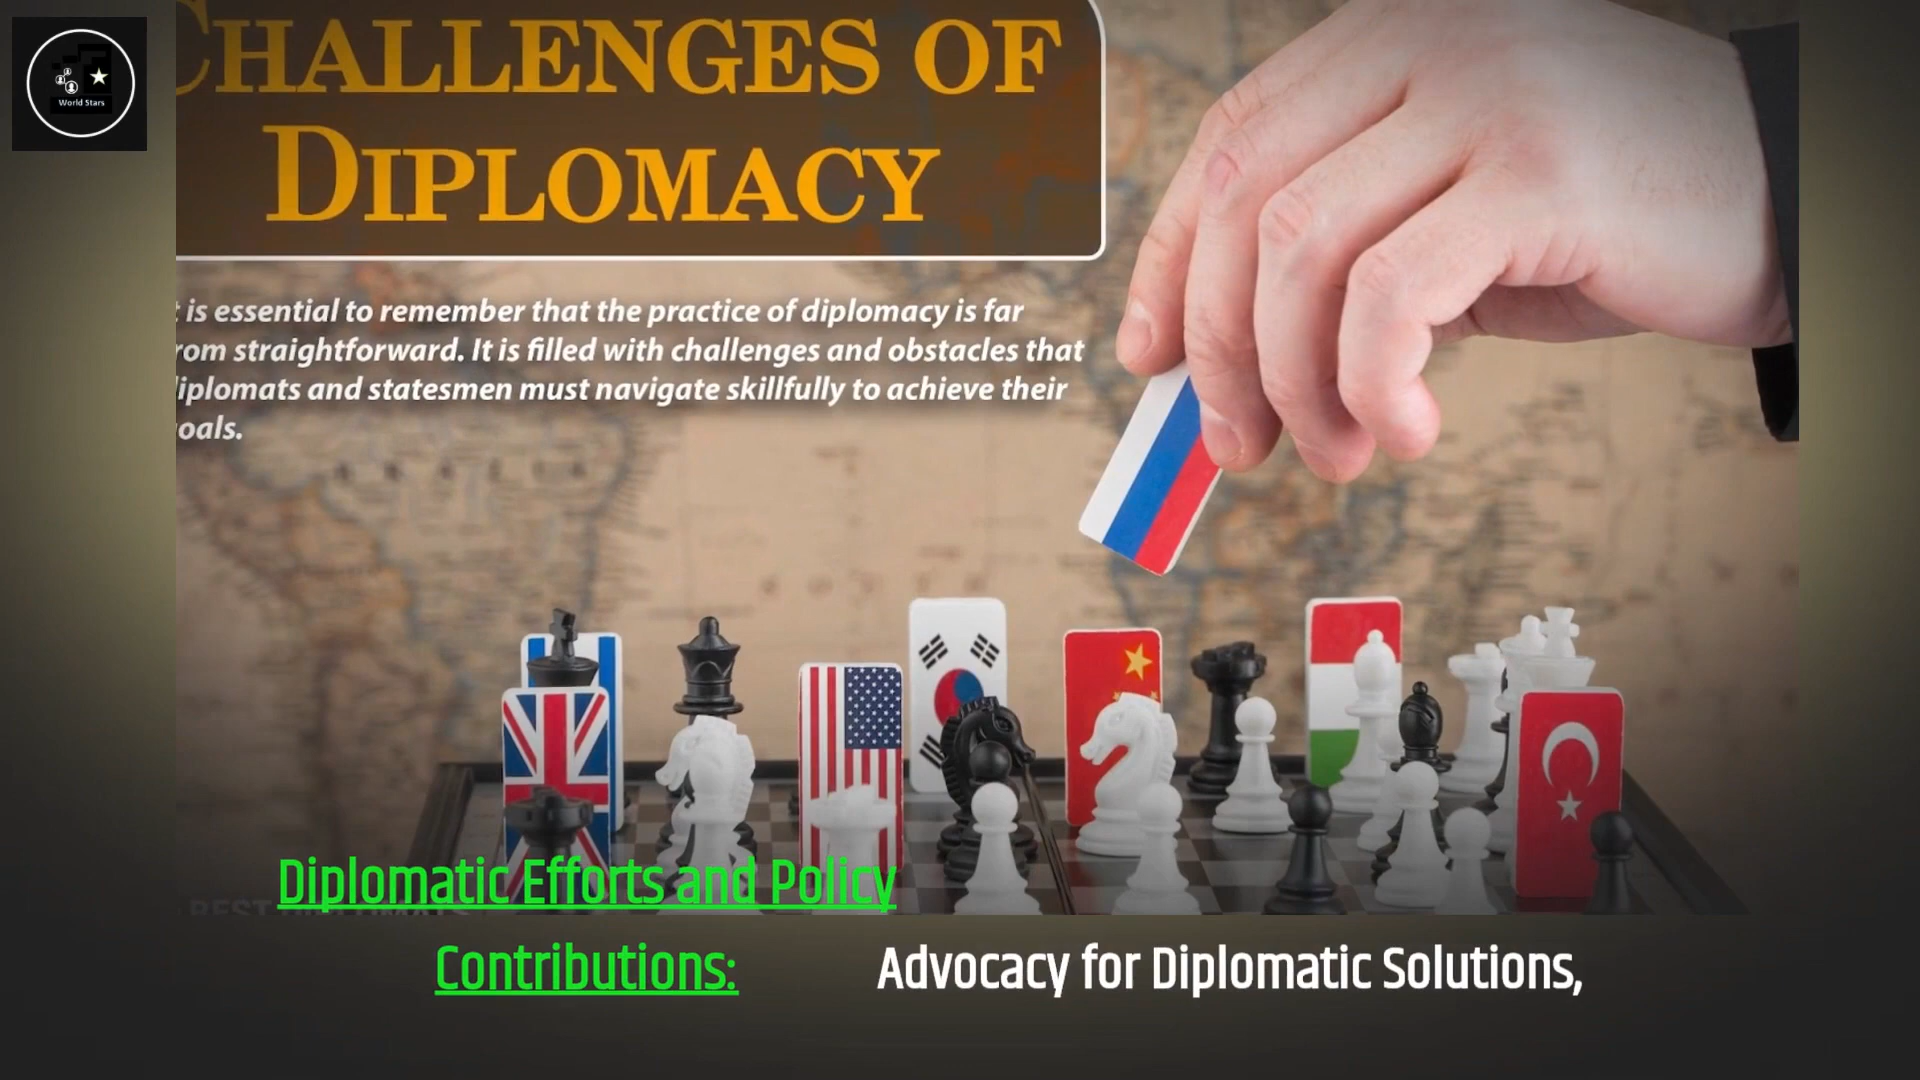 World Stars
CHALLENGES OF
DIPLOMACY
t is essential to remember that the practice of diplomacy is far
rom straightforward. It is filled with challenges and obstacles that
iplomats and statesmen must navigate skillfully to achieve their
oals.
BEST DIPLOMATS
Diplomatic Efforts and Policy
Contributions:
Advocacy for Diplomatic Solutions,